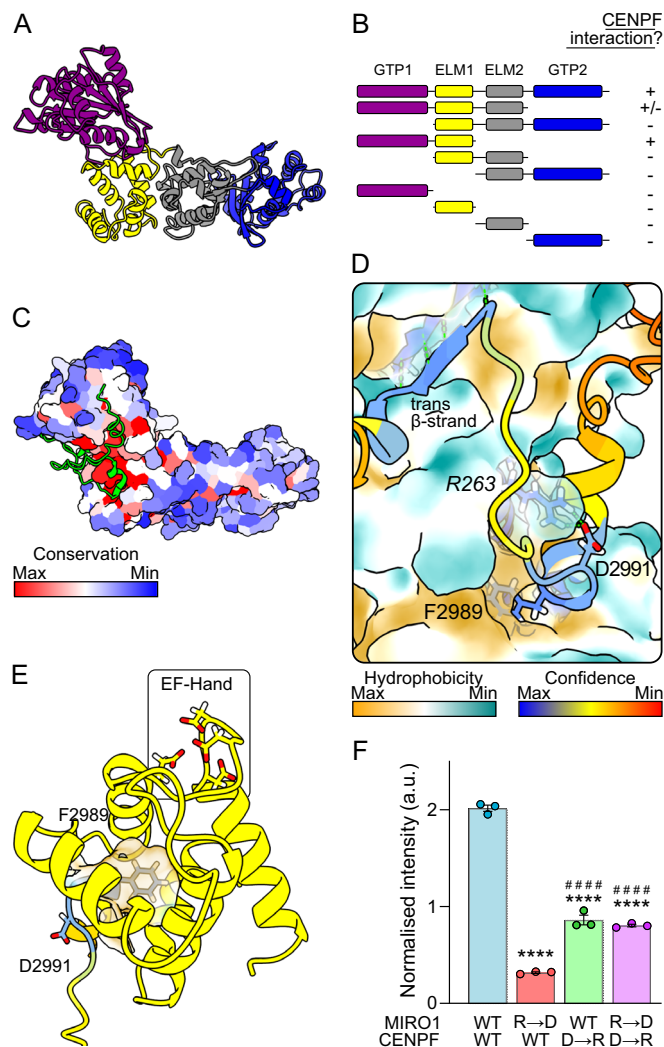 A
B
CENPF
interaction?
GTP1 ELM1 ELM2 GTP2
+
+/-
-
+
-
-
-
-
-
-
C
Conservation
Max Min
D
trans
β-strand
R263
D2991
F2989
Hydrophobicity
Max Min
Confidence
Max Min
E
EF-Hand
F2989
D2991
F
Normalised intensity (a.u.)
2
1
0
****
####
****
####
****
MIRO1 WT R→D WT R→D
CENPF WT WT D→R D→R